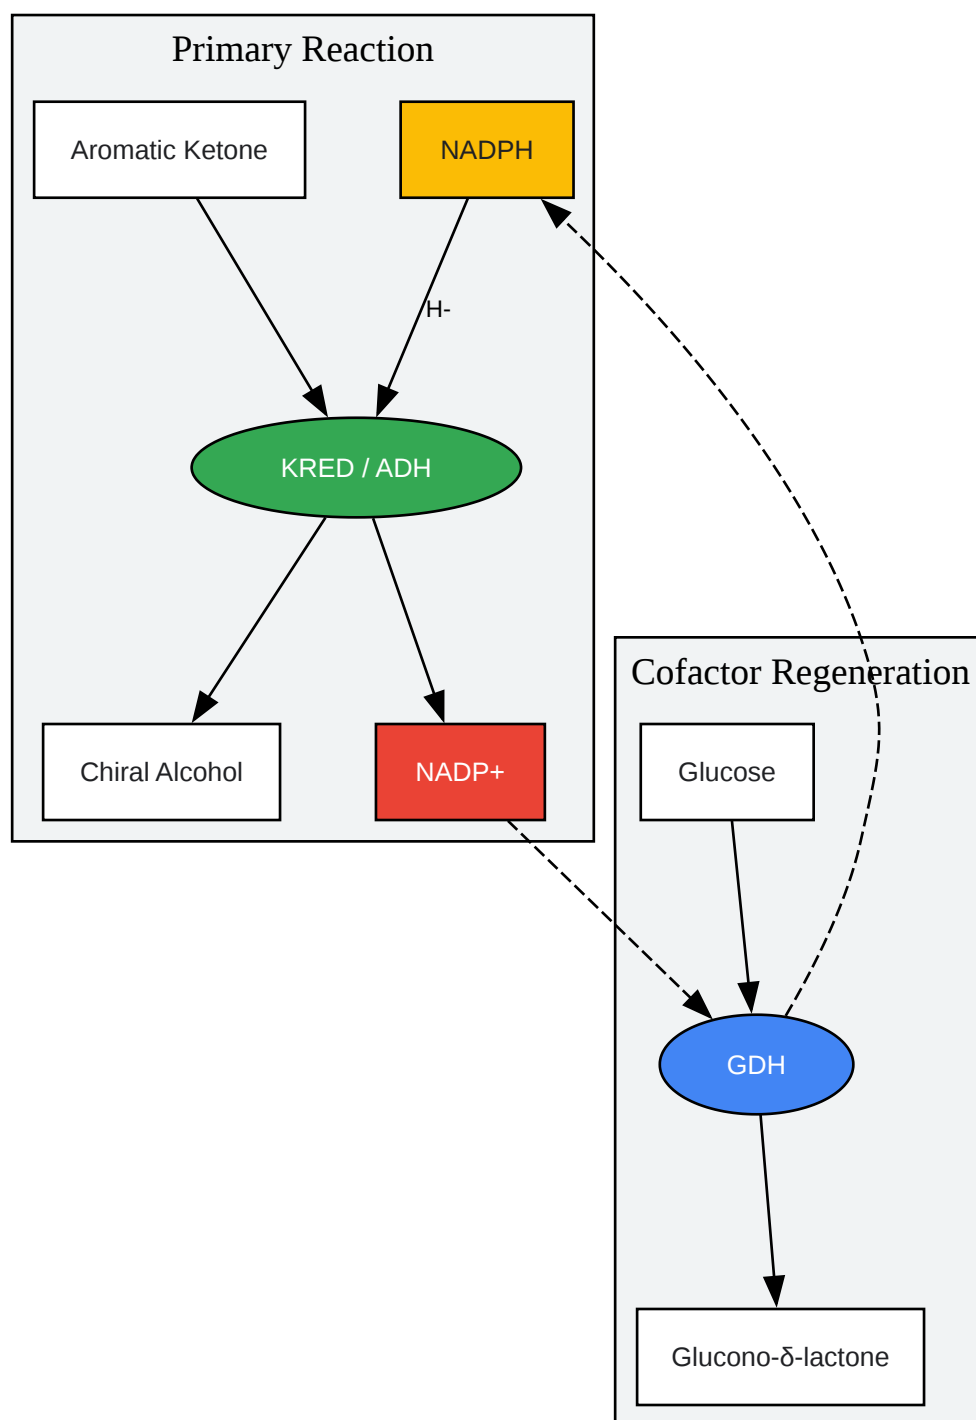 Primary Reaction
Aromatic Ketone
NADPH
H-
KRED / ADH
Chiral Alcohol
NADP+
Cofactor Regeneration
Glucose
GDH
Glucono-δ-lactone